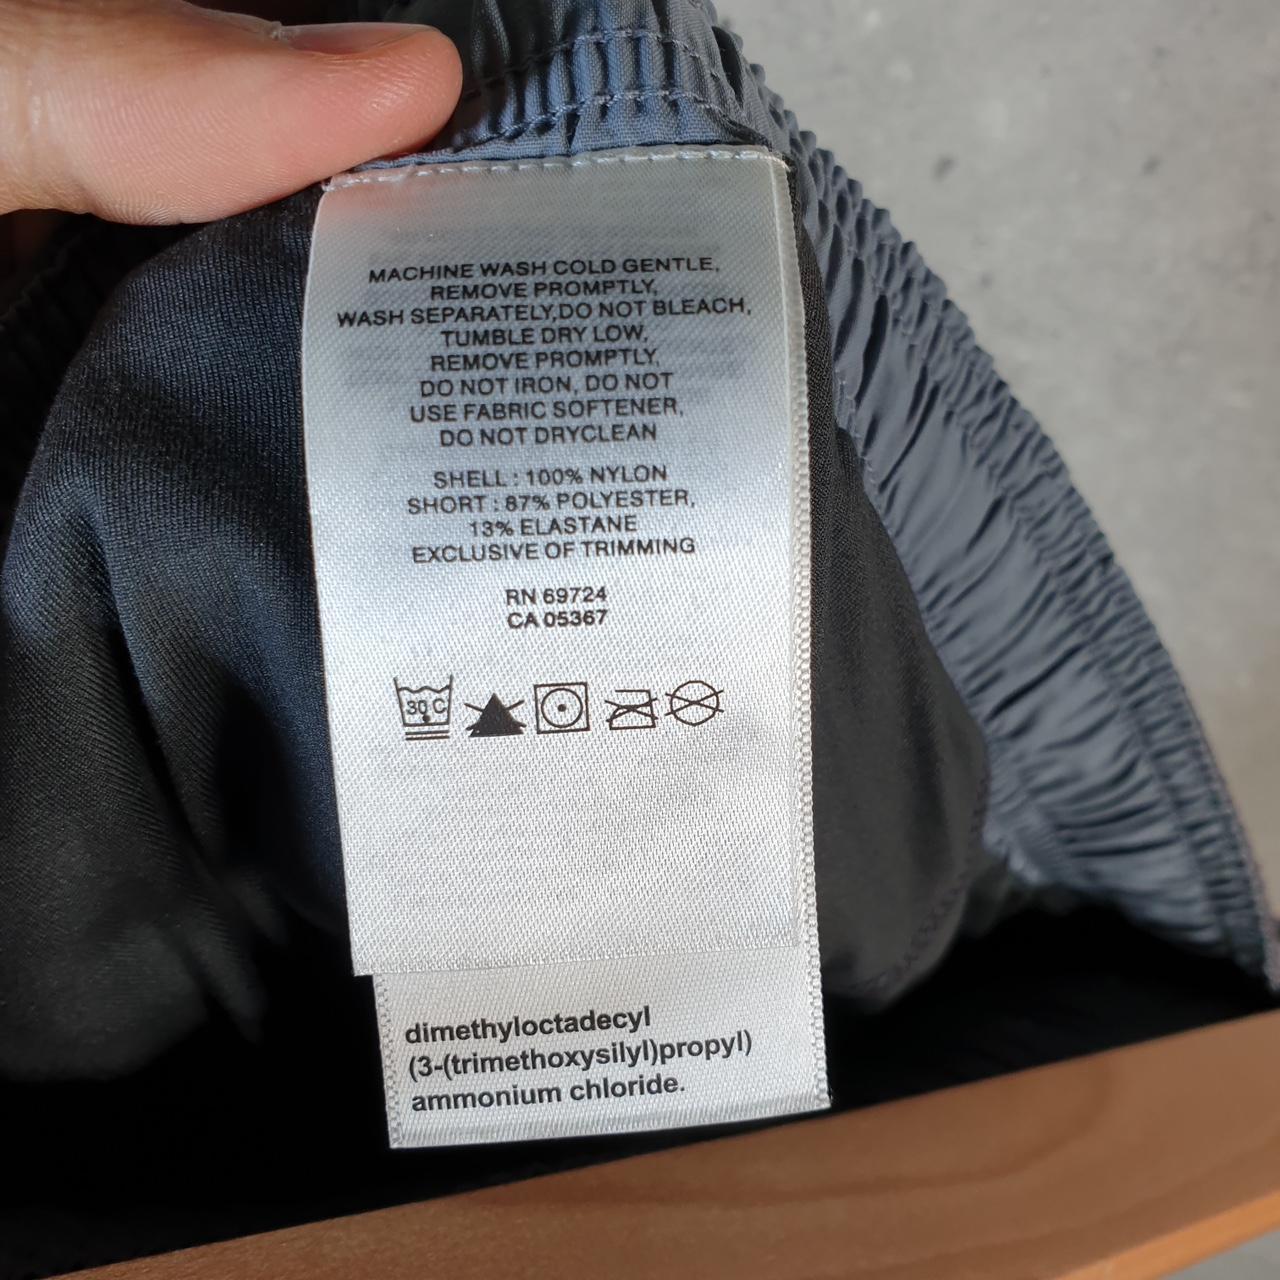 MACHINE WASH COLD GENTLE,
REMOVE PROMPTLY,
WASH SEPARATELY,DO NOT BLEACH,
TUMBLE DRY LOW,
REMOVE PROMPTLY,
DO NOT IRON, DO NOT
USE FABRIC SOFTENER,
DO NOT DRYCLEAN
SHELL : 100% NYLON
SHORT : 87% POLYESTER,
13% ELASTANE
EXCLUSIVE OF TRIMMING
RN 69724
CA 05367
30 C
dimethyloctadecyl
(3-(trimethoxysilyl)propyl)
ammonium chloride.